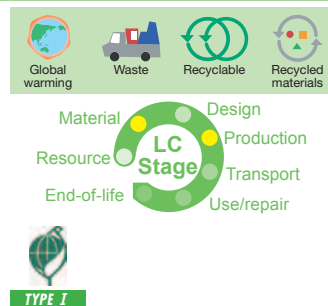 Global
warming
Waste
Recyclable
Recycled
materials
Material
Design
Production
LC
Stage
Resource
Transport
End-of-life
Use/repair
TYPE I